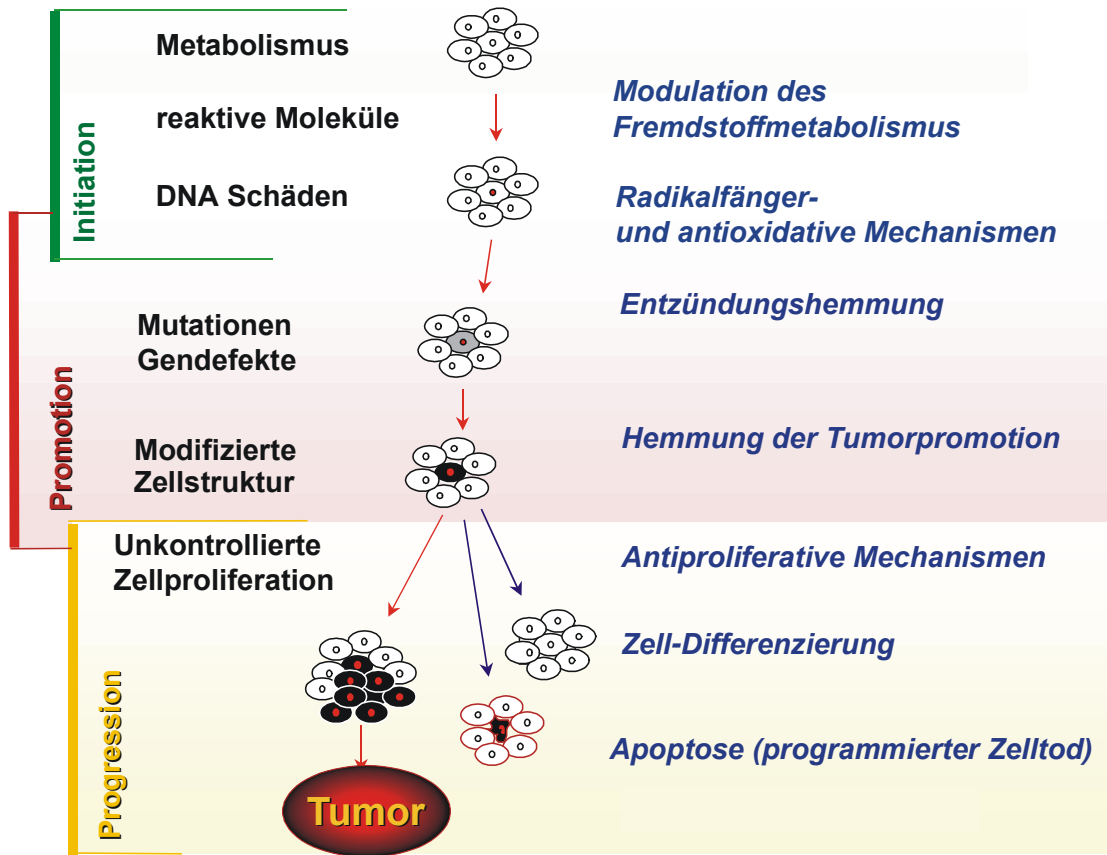 Initiation
Metabolismus
reaktive Moleküle
DNA Schäden
Modulation des
Fremdstoffmetabolismus
Radikalfänger-
und antioxidative Mechanismen
Promotion
Mutationen
Gendefekte
Modifizierte
Zellstruktur
Entzündungshemmung
Hemmung der Tumorpromotion
Progression
Unkontrollierte
Zellproliferation
Antiproliferative Mechanismen
Zell-Differenzierung
Apoptose (programmierter Zelltod)
Tumor